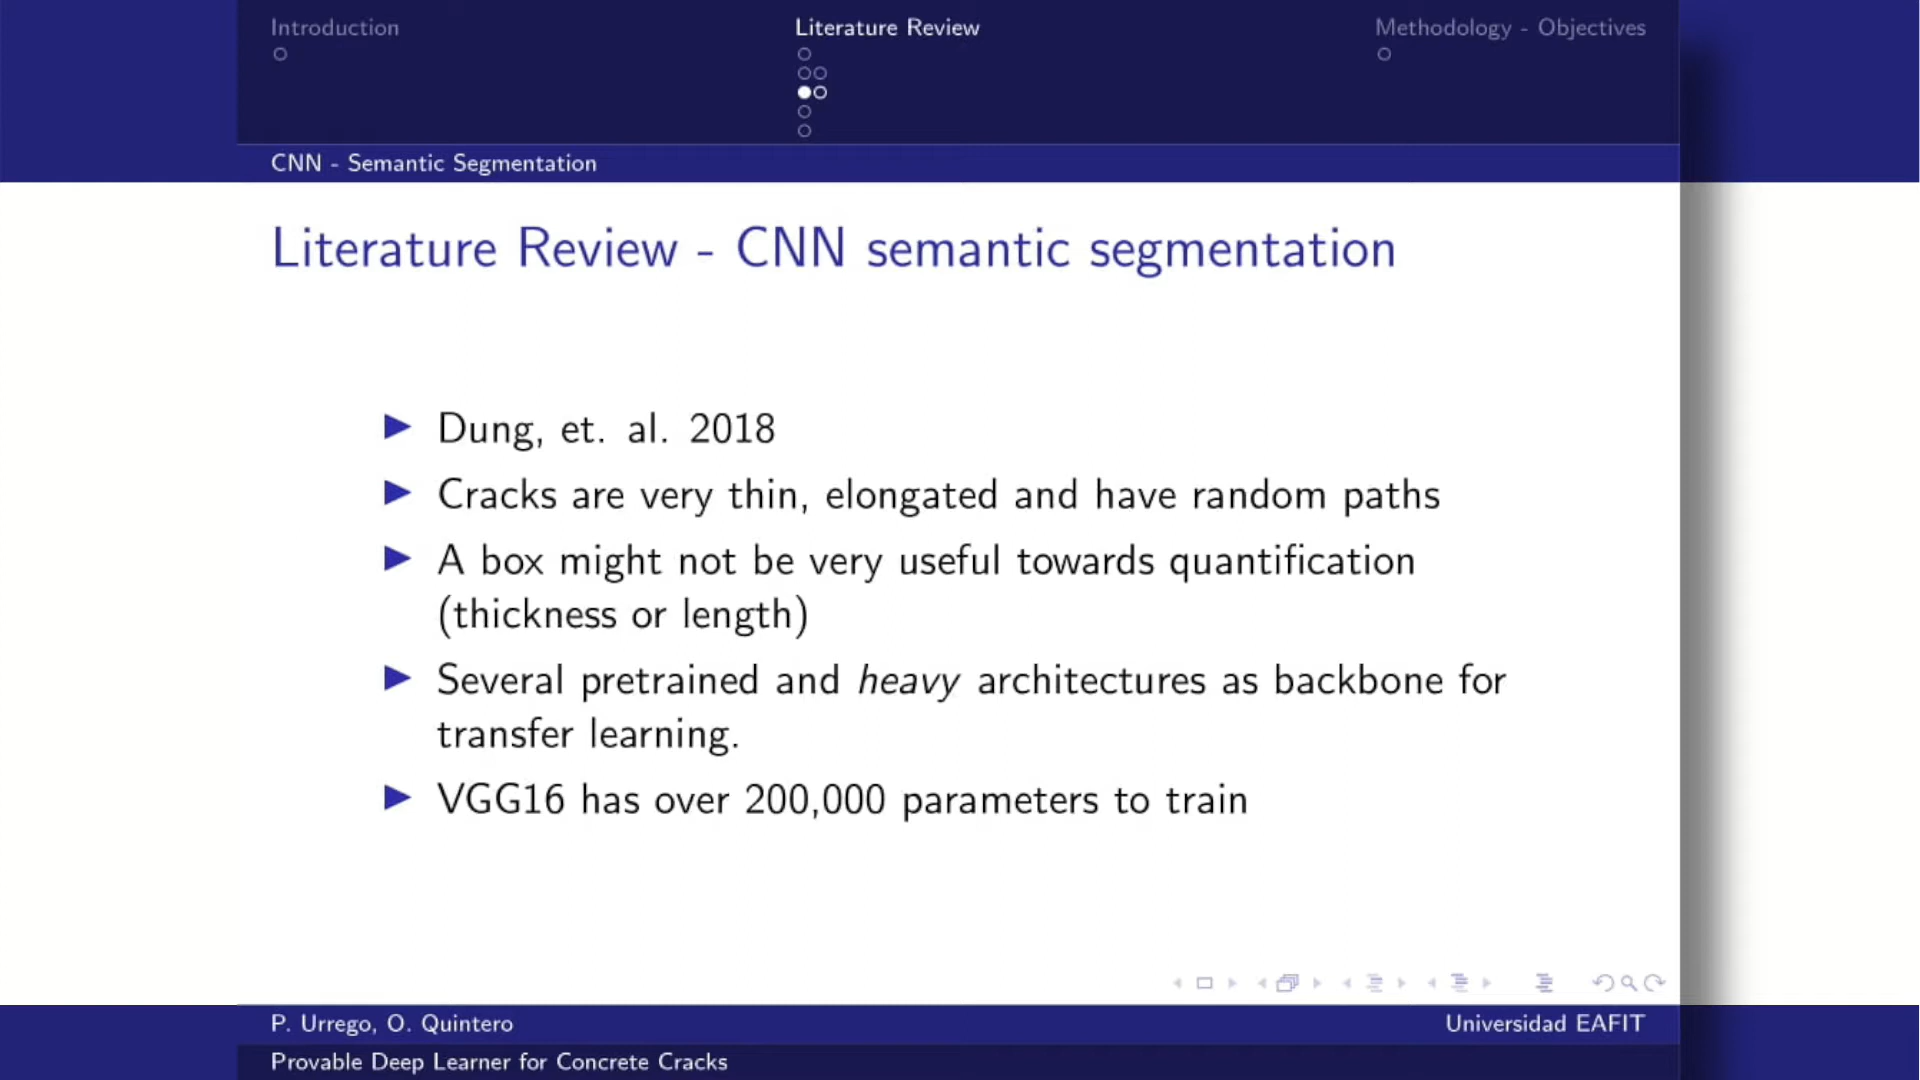 Introduction
Literature Review
Methodology - Objectives
CNN - Semantic Segmentation
Literature Review - CNN semantic segmentation
Dung, et. al. 2018
Cracks are very thin, elongated and have random paths
A box might not be very useful towards quantification
(thickness or length)
Several pretrained and heavy architectures as backbone for
transfer learning.
VGG16 has over 200,000 parameters to train
P. Urrego, O. Quintero
Universidad EAFIT
Provable Deep Learner for Concrete Cracks